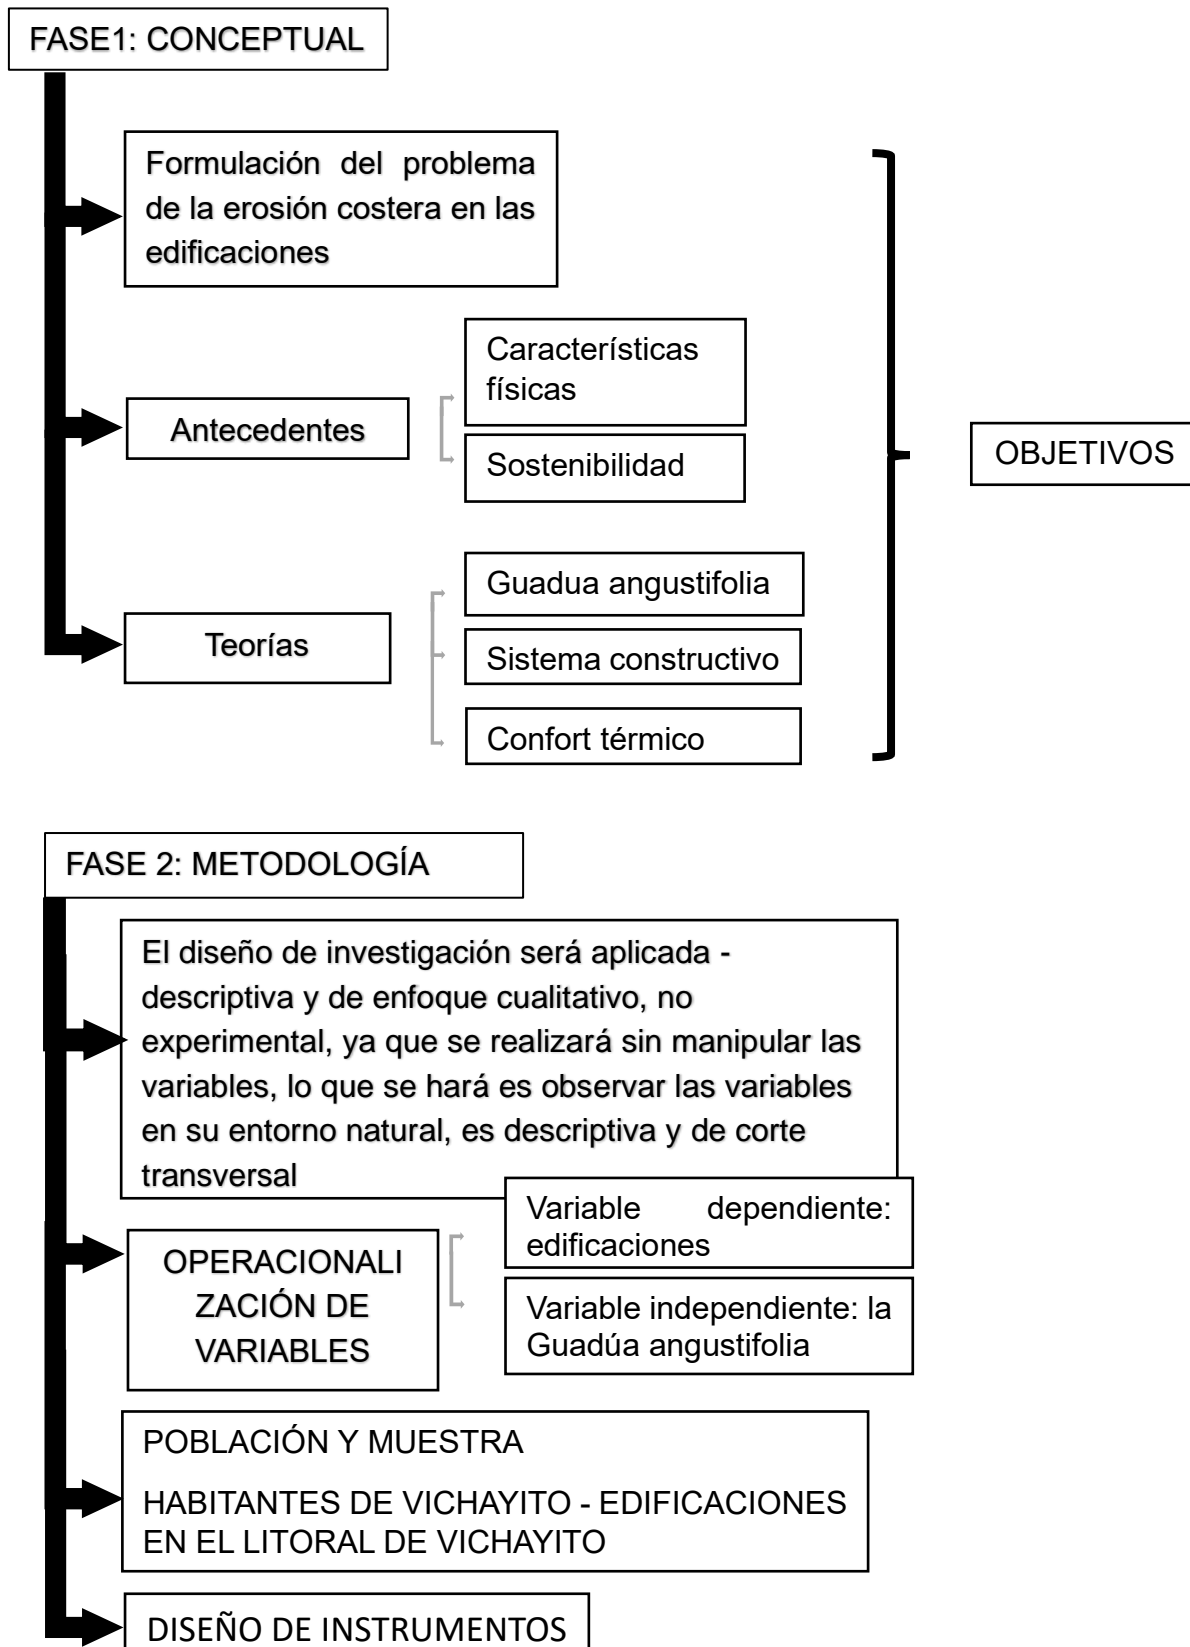 FASE1: CONCEPTUAL
Formulación del problema
de la erosión costera en las
edificaciones
Características
físicas
Antecedentes
Sostenibilidad
OBJETIVOS
Guadua angustifolia
Teorías
Sistema constructivo
Confort térmico
FASE 2: METODOLOGÍA
El diseño de investigación será aplicada -
descriptiva y de enfoque cualitativo, no
experimental, ya que se realizará sin manipular las
variables, lo que se hará es observar las variables
en su entorno natural, es descriptiva y de corte
transversal
Variable dependiente:
edificaciones
OPERACIONALI
ZACIÓN DE
VARIABLES
Variable independiente: la
Guadúa angustifolia
POBLACIÓN Y MUESTRA
HABITANTES DE VICHAYITO - EDIFICACIONES
EN EL LITORAL DE VICHAYITO
DISEÑO DE INSTRUMENTOS